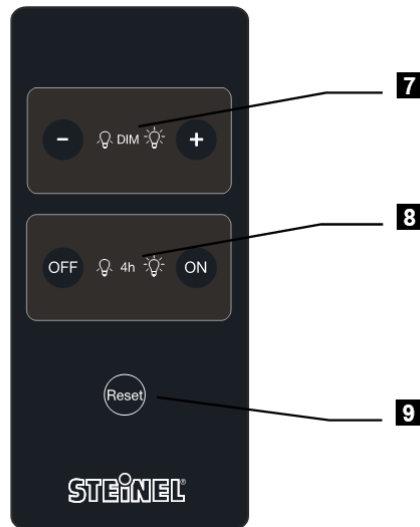 7
- DIM +
8
OFF 4h ON
Reset
9
STEINEL®